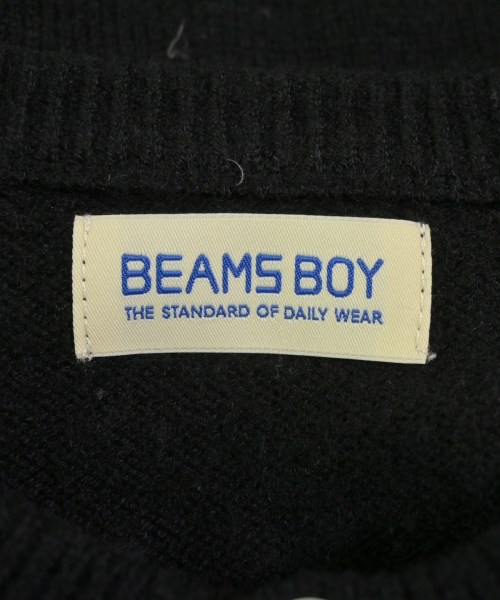 BEAMS BOY
THE STANDARD OF DAILY WEAR